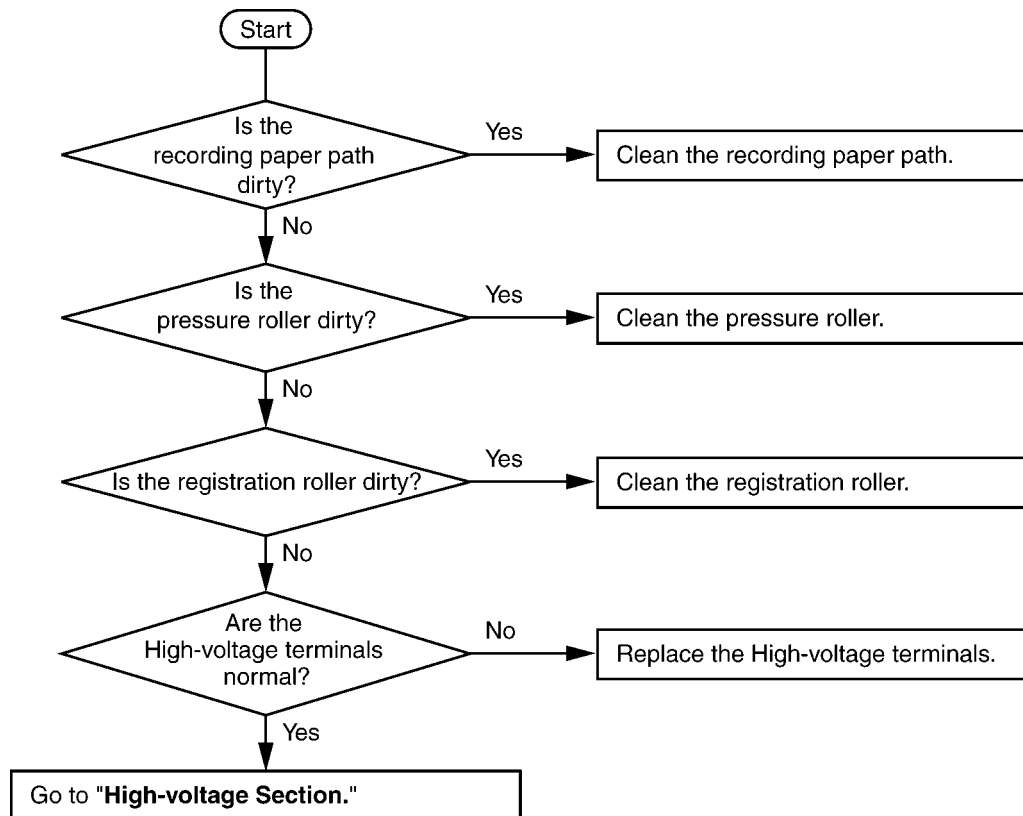 Start
Is the
recording paper path
dirty?
Yes
Clean the recording paper path.
No
Is the
pressure roller dirty?
Yes
Clean the pressure roller.
No
Is the registration roller dirty?
Yes
Clean the registration roller.
No
Are the
High-voltage terminals
normal?
No
Replace the High-voltage terminals.
Yes
Go to "High-voltage Section."